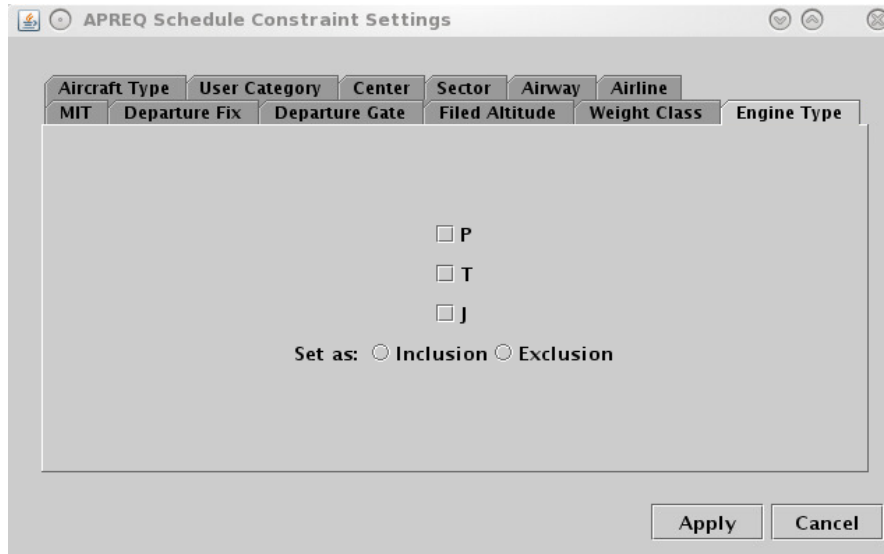 APREQ Schedule Constraint Settings
Aircraft Type User Category Center Sector Airway Airline
MIT Departure Fix Departure Gate Filed Altitude Weight Class Engine Type
P
T
J
Set as: Inclusion Exclusion
Apply Cancel